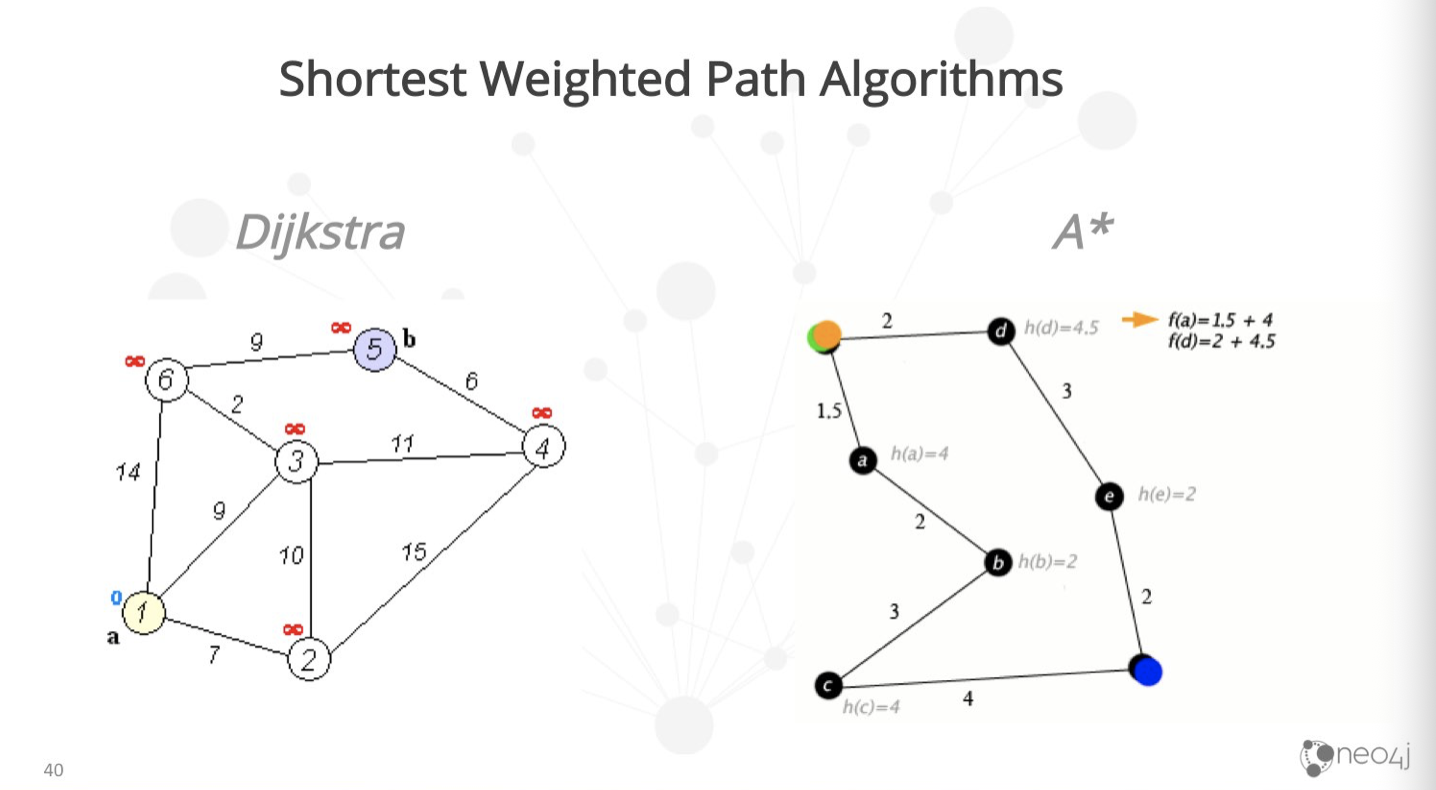 Shortest Weighted Path Algorithms
Dijkstra
9
∞
5
b
∞
6
6
2
∞
∞
14
3
11
4
9
10
15
0
1
a
∞
7
2
A*
2
d
h(d)=4.5
f(a)=1.5 + 4
f(d)=2 + 4.5
3
1.5
a
h(a)=4
e
h(e)=2
2
b
h(b)=2
3
2
c
h(c)=4
4
40
neo4j